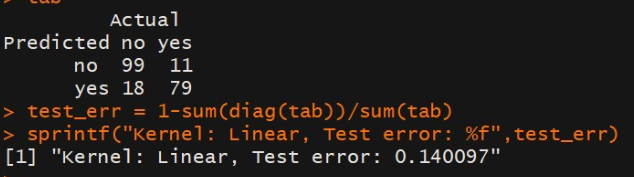 > tab
Actual
Predicted no yes
no 99 11
yes 18 79
> test_err = 1-sum(diag(tab))/sum(tab)
> sprintf("Kernel: Linear, Test error: %f",test_err)
[1] "Kernel: Linear, Test error: 0.140097"